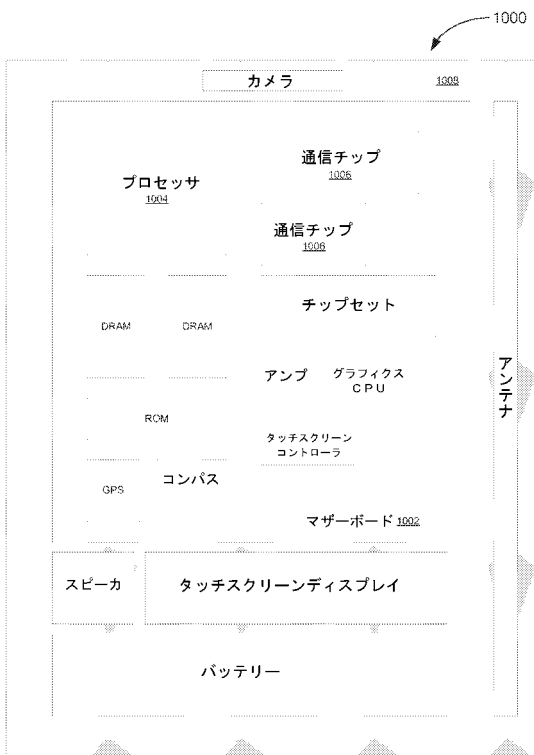 1000
カメラ
1008
通信チップ
1006
プロセッサ
1004
通信チップ
1006
チップセット
DRAM
DRAM
アンプ
グラフィクス
CPU
アンテナ
ROM
タッチスクリーン
コントローラ
コンパス
GPS
マザーボード 1002
スピーカ
タッチスクリーンディスプレイ
バッテリー